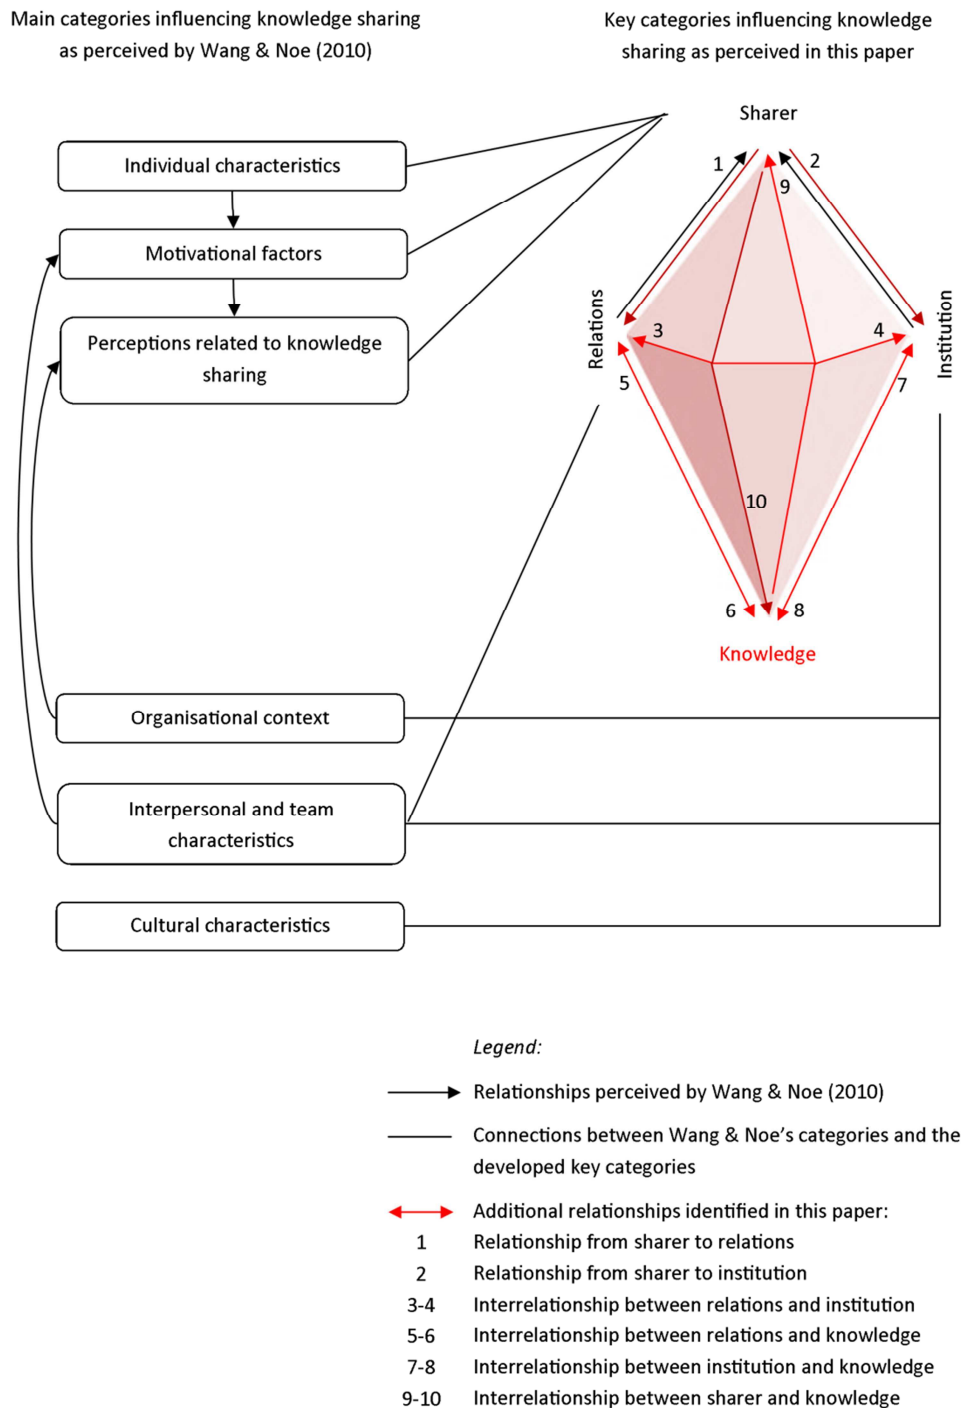 Main categories influencing knowledge sharing
as perceived by Wang & Noe (2010)
Key categories influencing knowledge
sharing as perceived in this paper
Individual characteristics
Motivational factors
Perceptions related to knowledge
sharing
Organisational context
Interpersonal and team
characteristics
Cultural characteristics
Sharer
1
2
9
Relations
3
4
Institution
5
7
10
6
8
Knowledge
Legend:
Relationships perceived by Wang & Noe (2010)
Connections between Wang & Noe’s categories and the
developed key categories
Additional relationships identified in this paper:
1 Relationship from sharer to relations
2 Relationship from sharer to institution
3-4 Interrelationship between relations and institution
5-6 Interrelationship between relations and knowledge
7-8 Interrelationship between institution and knowledge
9-10 Interrelationship between sharer and knowledge